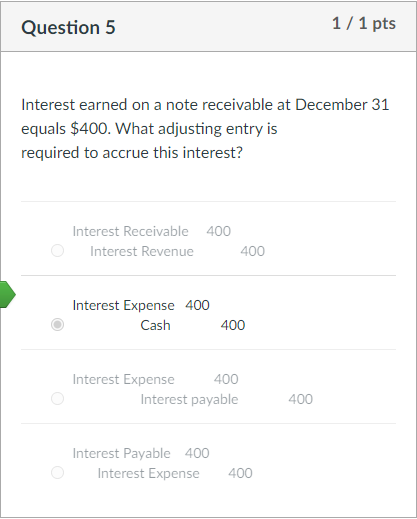 Question 5 1 / 1 pts
Interest earned on a note receivable at December 31
equals $400. What adjusting entry is
required to accrue this interest?
Interest Receivable 400
Interest Revenue 400
Interest Expense 400
Cash 400
Interest Expense 400
Interest payable 400
Interest Payable 400
Interest Expense 400